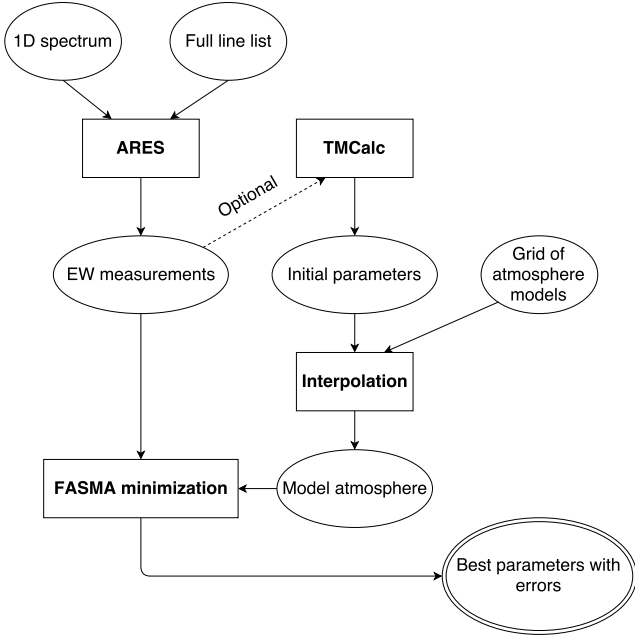 1D spectrum
Full line list
ARES
TMCalc
Optional
EW measurements
Initial parameters
Grid of
atmosphere
models
Interpolation
FASMA minimization
Model atmosphere
Best parameters with
errors